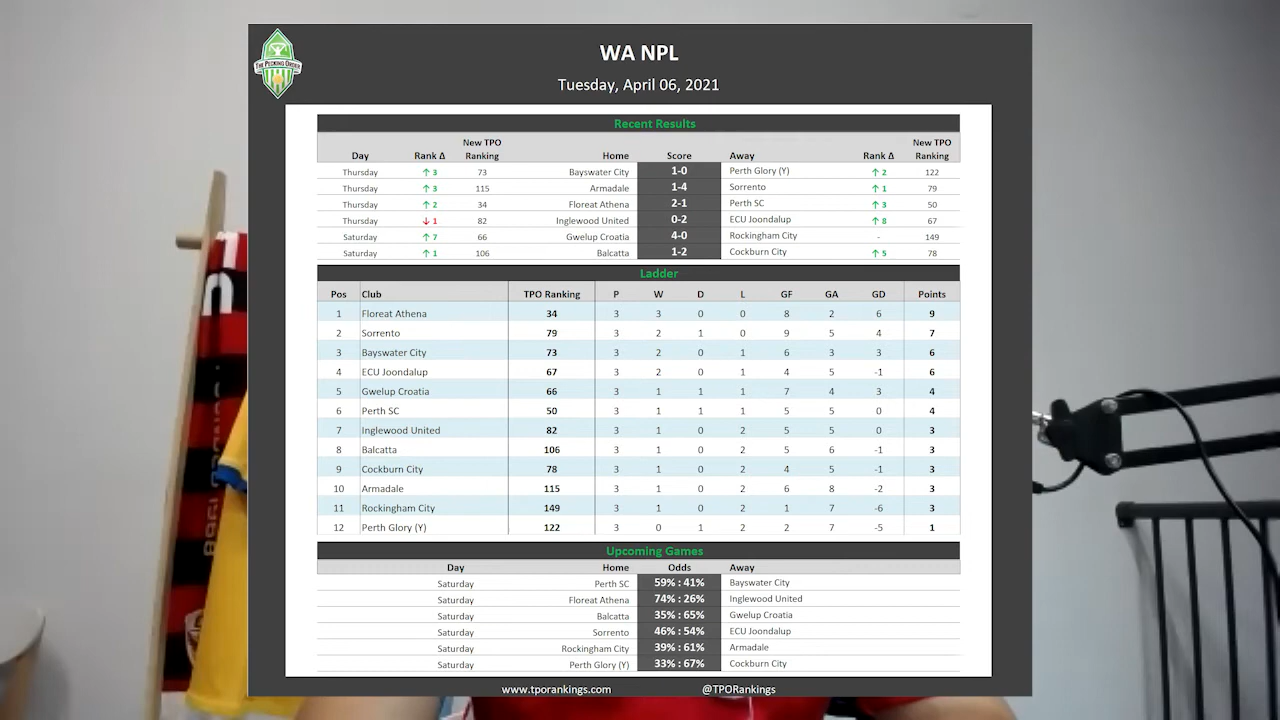 THE PECKING ORDER
WA NPL
Tuesday, April 06, 2021
Recent Results
Day Rank Δ New TPO Ranking Home Score Away Rank Δ New TPO Ranking
Thursday ↑ 3 73 Bayswater City 1-0 Perth Glory (Y) ↑ 2 122
Thursday ↑ 3 115 Armadale 1-4 Sorrento ↑ 1 79
Thursday ↑ 2 34 Floreat Athena 2-1 Perth SC ↑ 3 50
Thursday ↓ 1 82 Inglewood United 0-2 ECU Joondalup ↑ 8 67
Saturday ↑ 7 66 Gwelup Croatia 4-0 Rockingham City - 149
Saturday ↑ 1 106 Balcatta 1-2 Cockburn City ↑ 5 78
Ladder
Pos Club TPO Ranking P W D L GF GA GD Points
1 Floreat Athena 34 3 3 0 0 8 2 6 9
2 Sorrento 79 3 2 1 0 9 5 4 7
3 Bayswater City 73 3 2 0 1 6 3 3 6
4 ECU Joondalup 67 3 2 0 1 4 5 -1 6
5 Gwelup Croatia 66 3 1 1 1 7 4 3 4
6 Perth SC 50 3 1 1 1 5 5 0 4
7 Inglewood United 82 3 1 0 2 5 5 0 3
8 Balcatta 106 3 1 0 2 5 6 -1 3
9 Cockburn City 78 3 1 0 2 4 5 -1 3
10 Armadale 115 3 1 0 2 6 8 -2 3
11 Rockingham City 149 3 1 0 2 1 7 -6 3
12 Perth Glory (Y) 122 3 0 1 2 2 7 -5 1
Upcoming Games
Day Home Odds Away
Saturday Perth SC 59% : 41% Bayswater City
Saturday Floreat Athena 74% : 26% Inglewood United
Saturday Balcatta 35% : 65% Gwelup Croatia
Saturday Sorrento 46% : 54% ECU Joondalup
Saturday Rockingham City 39% : 61% Armadale
Saturday Perth Glory (Y) 33% : 67% Cockburn City
www.tporankings.com @TPORankings